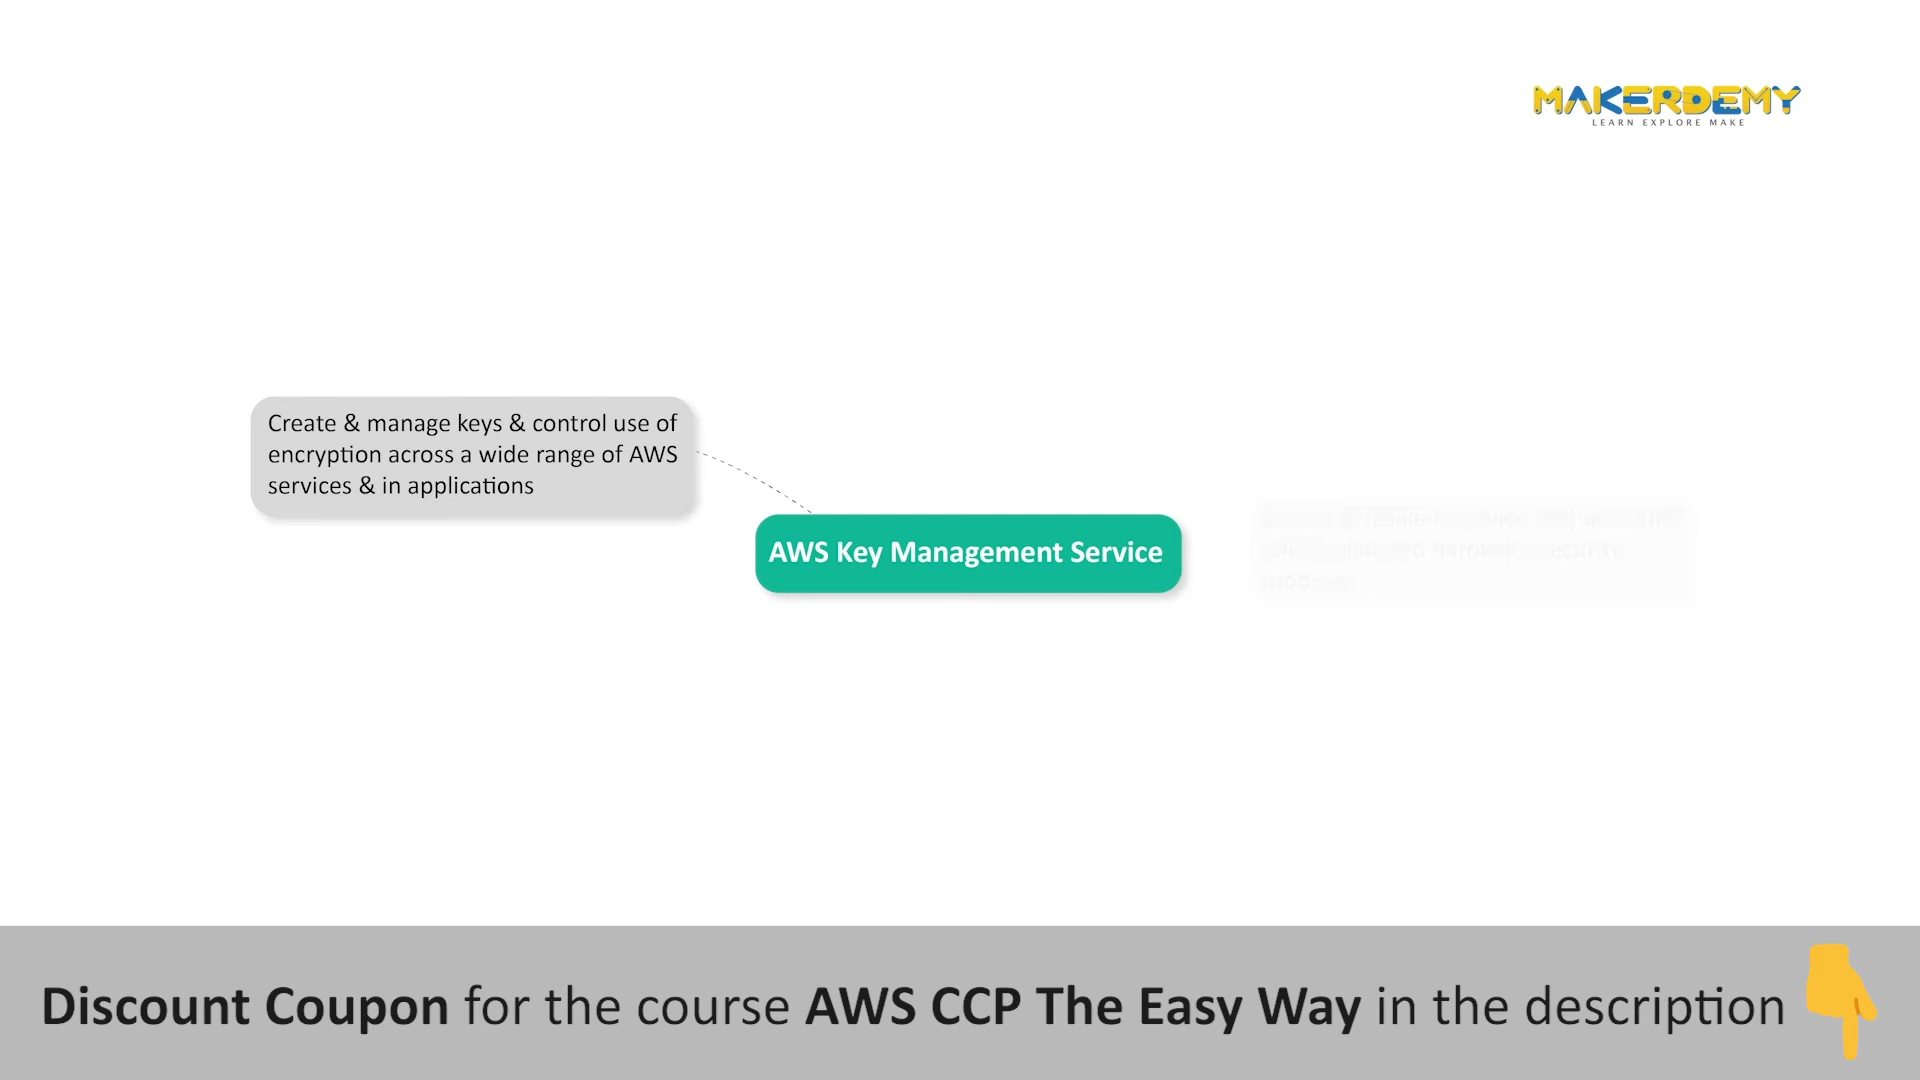 MAKERDEMY
LEARN EXPLORE MAKE
Create & manage keys & control use of
encryption across a wide range of AWS
services & in applications
AWS Key Management Service
Discount Coupon for the course AWS CCP The Easy Way in the description